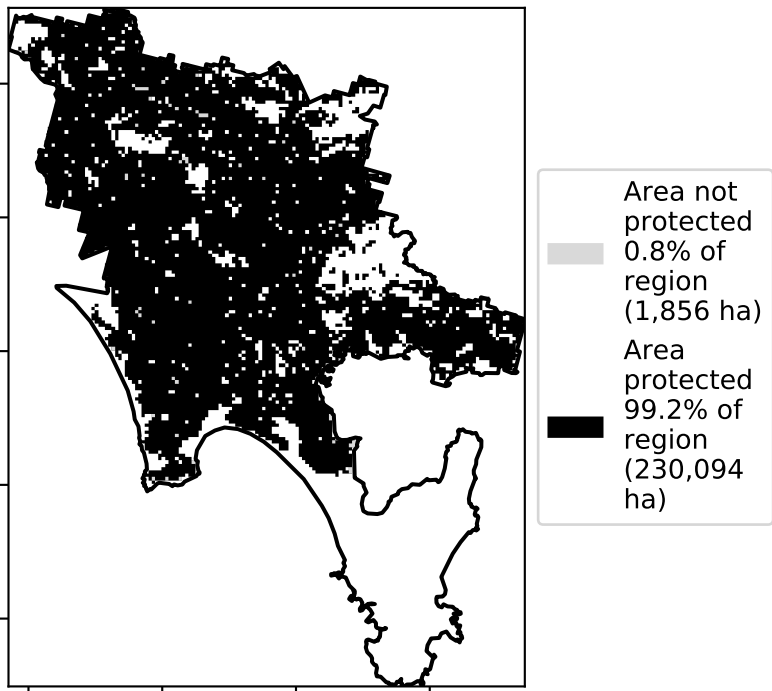 Area not
protected
0.8% of
region
(1,856 ha)
Area
protected
99.2% of
region
(230,094
ha)